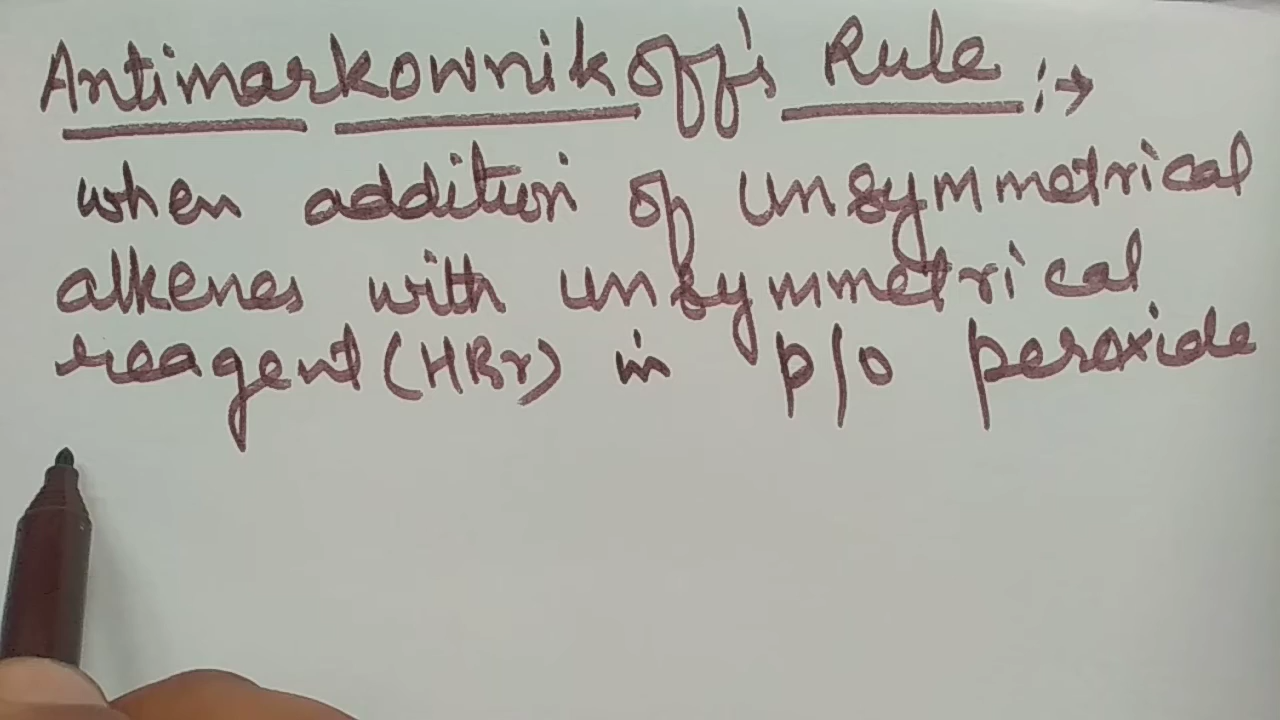 Antimarkownikoff's Rule :→
when addition of unsymmetrical
alkenes with unsymmetrical
reagent (HBr) in p/o peroxide